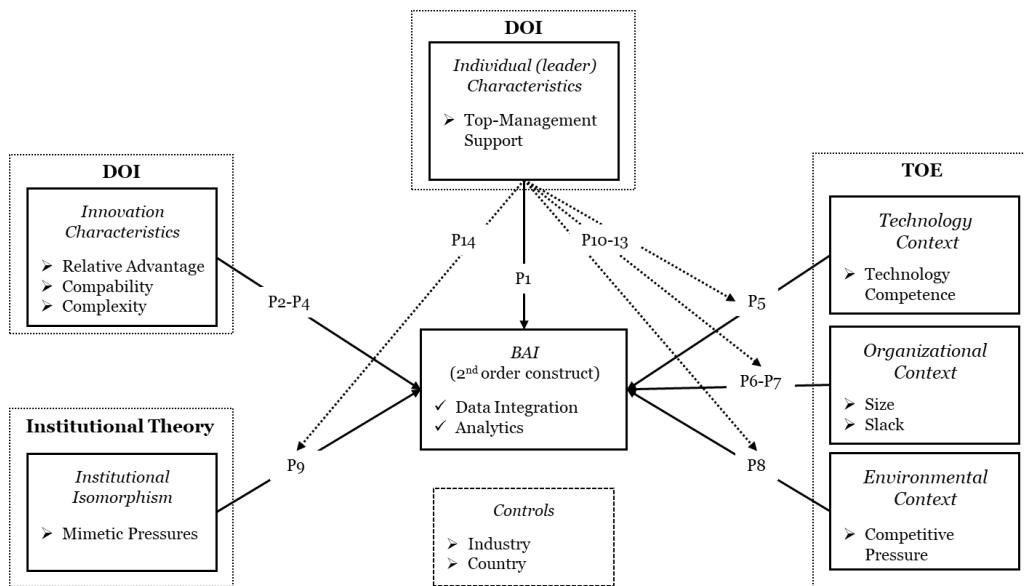 DOI
Individual (leader)
Characteristics
➢ Top-Management
Support
DOI
Innovation
Characteristics
➢ Relative Advantage
➢ Compability
➢ Complexity
Institutional Theory
Institutional
Isomorphism
➢ Mimetic Pressures
P14
P10-13
P1
P2-P4
P5
P6-P7
P9
P8
BAI
(2nd order construct)
✓ Data Integration
✓ Analytics
Controls
➢ Industry
➢ Country
TOE
Technology
Context
➢ Technology
Competence
Organizational
Context
➢ Size
➢ Slack
Environmental
Context
➢ Competitive
Pressure